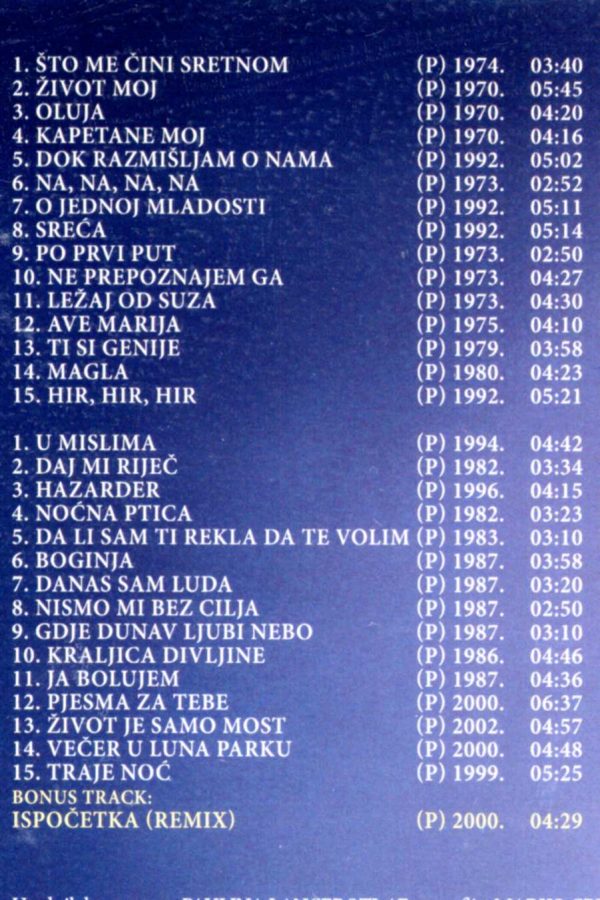 1. ŠTO ME ČINI SRETNOM (P) 1974. 03:40
2. ŽIVOT MOJ (P) 1970. 05:45
3. OLUJA (P) 1970. 04:20
4. KAPETANE MOJ (P) 1970. 04:16
5. DOK RAZMIŠLJAM O NAMA (P) 1992. 05:02
6. NA, NA, NA, NA (P) 1973. 02:52
7. O JEDNOJ MLADOSTI (P) 1992. 05:11
8. SREĆA (P) 1992. 05:14
9. PO PRVI PUT (P) 1973. 02:50
10. NE PREPOZNAJEM GA (P) 1973. 04:27
11. LEŽAJ OD SUZA (P) 1973. 04:30
12. AVE MARIJA (P) 1975. 04:10
13. TI SI GENIJE (P) 1979. 03:58
14. MAGLA (P) 1980. 04:23
15. HIR, HIR, HIR (P) 1992. 05:21
1. U MISLIMA (P) 1994. 04:42
2. DAJ MI RIJEČ (P) 1982. 03:34
3. HAZARDER (P) 1996. 04:15
4. NOĆNA PTICA (P) 1982. 03:23
5. DA LI SAM TI REKLA DA TE VOLIM (P) 1983. 03:10
6. BOGINJA (P) 1987. 03:58
7. DANAS SAM LUDA (P) 1987. 03:20
8. NISMO MI BEZ CILJA (P) 1987. 02:50
9. GDJE DUNAV LJUBI NEBO (P) 1987. 03:10
10. KRALJICA DIVLJINE (P) 1986. 04:46
11. JA BOLUJEM (P) 1987. 04:36
12. PJESMA ZA TEBE (P) 2000. 06:37
13. ŽIVOT JE SAMO MOST (P) 2002. 04:57
14. VEČER U LUNA PARKU (P) 2000. 04:48
15. TRAJE NOĆ (P) 1999. 05:25
BONUS TRACK:
ISPOČETKA (REMIX) (P) 2000. 04:29